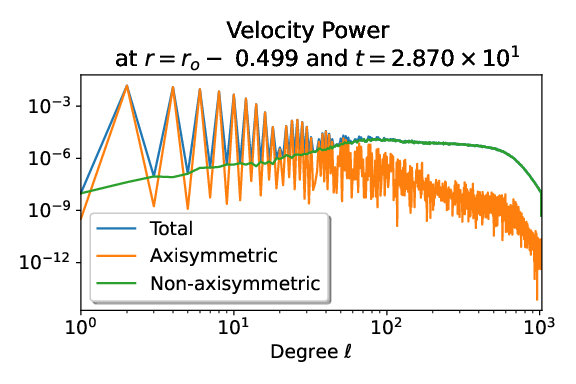 Velocity Power
at r = r_o − 0.499 and t = 2.870 × 10^1
10^−3
10^−6
10^−9
10^−12
Total
Axisymmetric
Non-axisymmetric
10^0 10^1 10^2 10^3
Degree ℓ